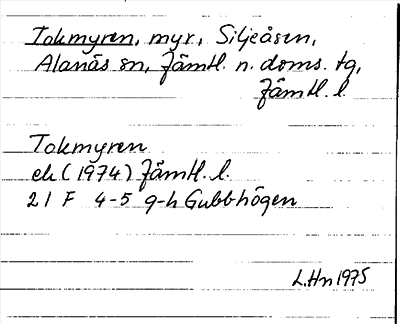 Tokmyren, myr, Siljeåsen,
Alanäs sn, Jämtl. n. doms. tg,
Jämtl. l.
Tokmyren
ek (1974) Jämtl. l.
21 F 4-5 g-h Gubbhögen
L.Hn 1975